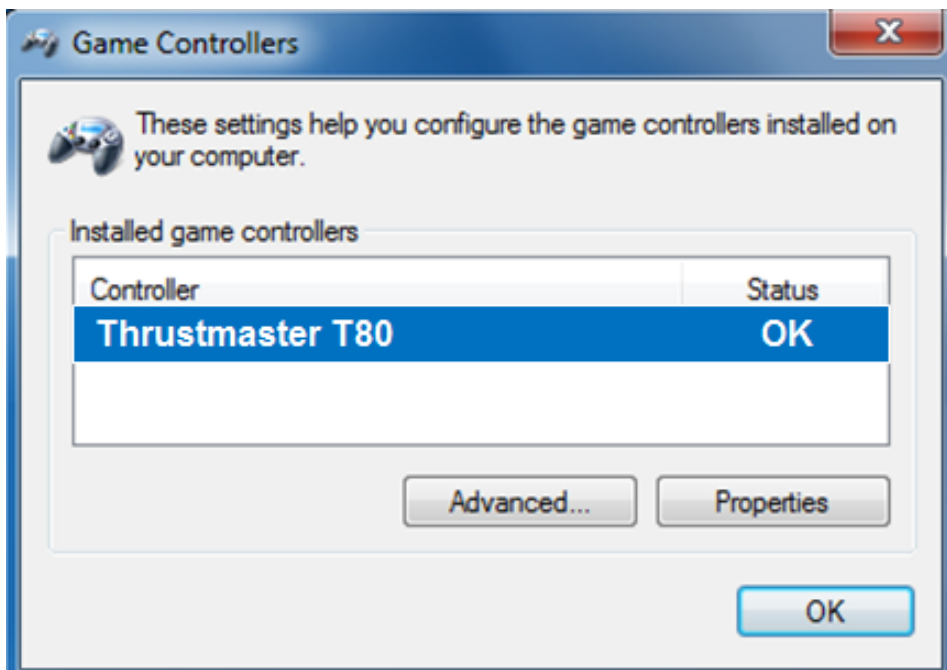 Game Controllers
These settings help you configure the game controllers installed on
your computer.
Installed game controllers
Controller Status
Thrustmaster T80 OK
Advanced... Properties
OK